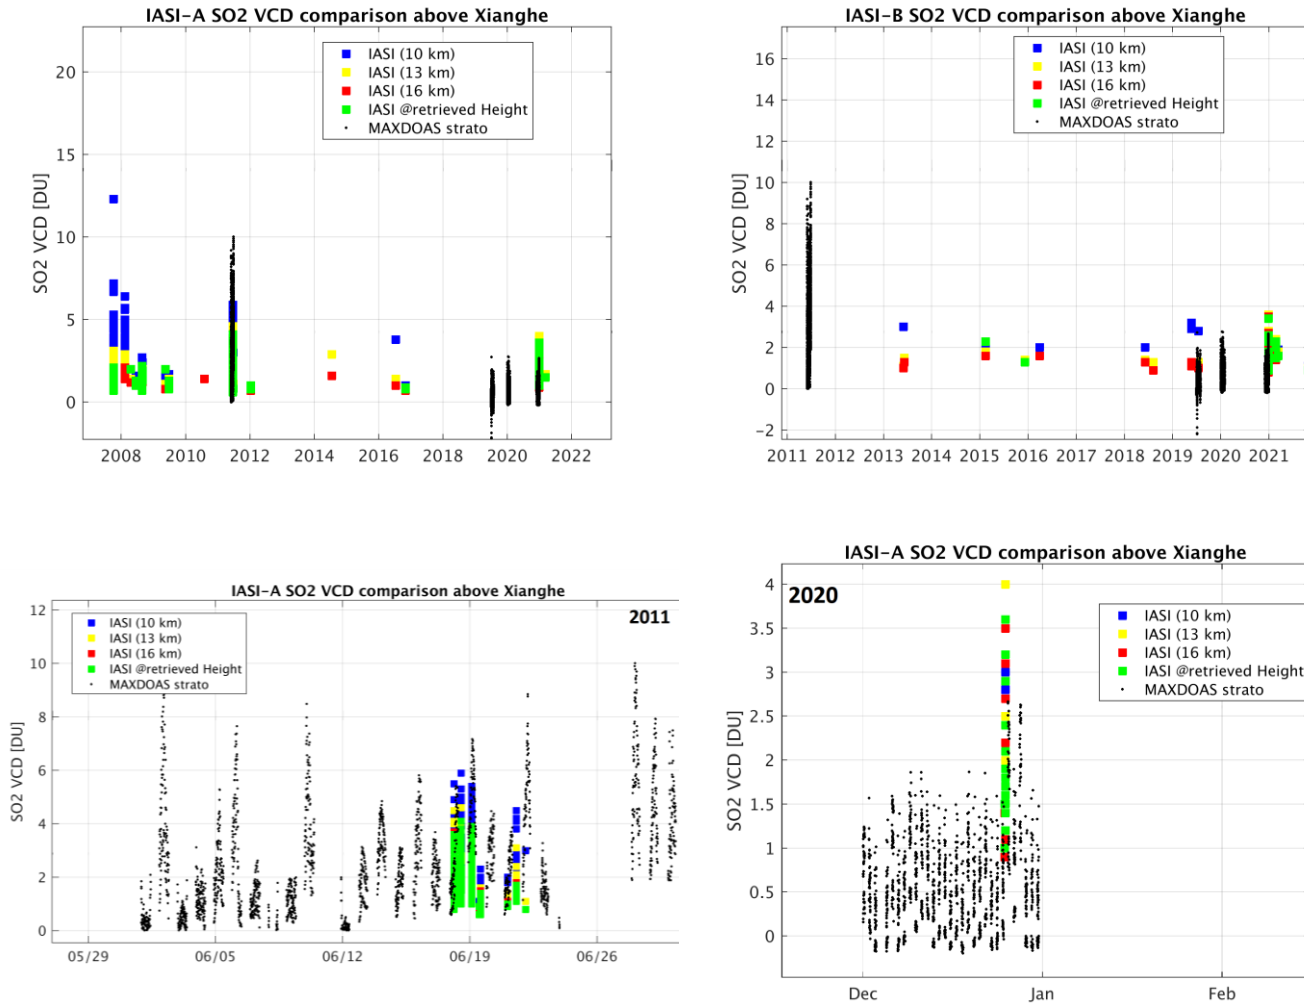 IASI-A SO2 VCD comparison above Xianghe
SO2 VCD [DU]
20
15
10
5
0
IASI (10 km)
IASI (13 km)
IASI (16 km)
IASI @retrieved Height
MAXDOAS strato
2008 2010 2012 2014 2016 2018 2020 2022
IASI-B SO2 VCD comparison above Xianghe
SO2 VCD [DU]
16
14
12
10
8
6
4
2
0
-2
IASI (10 km)
IASI (13 km)
IASI (16 km)
IASI @retrieved Height
MAXDOAS strato
2011 2012 2013 2014 2015 2016 2017 2018 2019 2020 2021
IASI-A SO2 VCD comparison above Xianghe
2011
SO2 VCD [DU]
12
10
8
6
4
2
0
IASI (10 km)
IASI (13 km)
IASI (16 km)
IASI @retrieved Height
MAXDOAS strato
05/29 06/05 06/12 06/19 06/26
IASI-A SO2 VCD comparison above Xianghe
2020
SO2 VCD [DU]
4
3.5
3
2.5
2
1.5
1
0.5
0
IASI (10 km)
IASI (13 km)
IASI (16 km)
IASI @retrieved Height
MAXDOAS strato
Dec Jan Feb